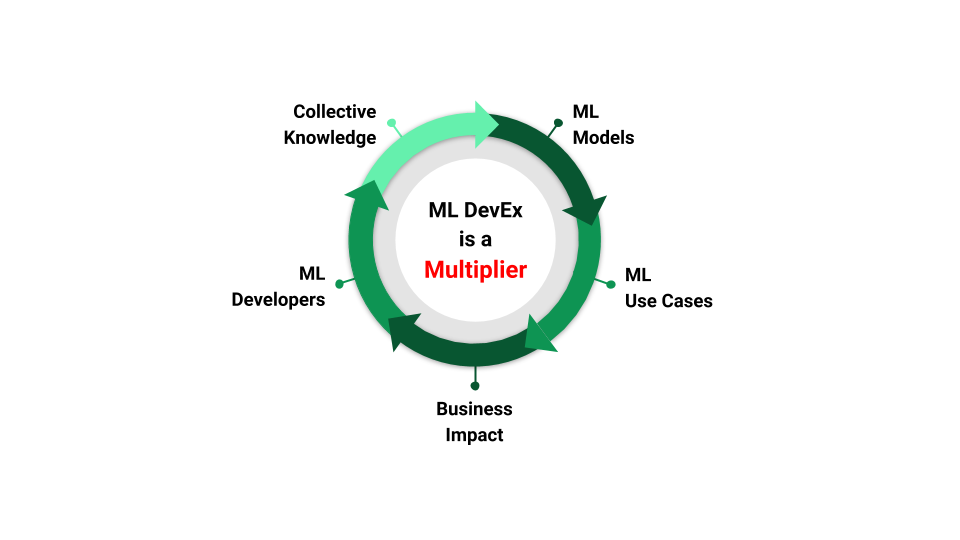 Collective
Knowledge
ML
Models
ML DevEx
is a
Multiplier
ML
Developers
ML
Use Cases
Business
Impact